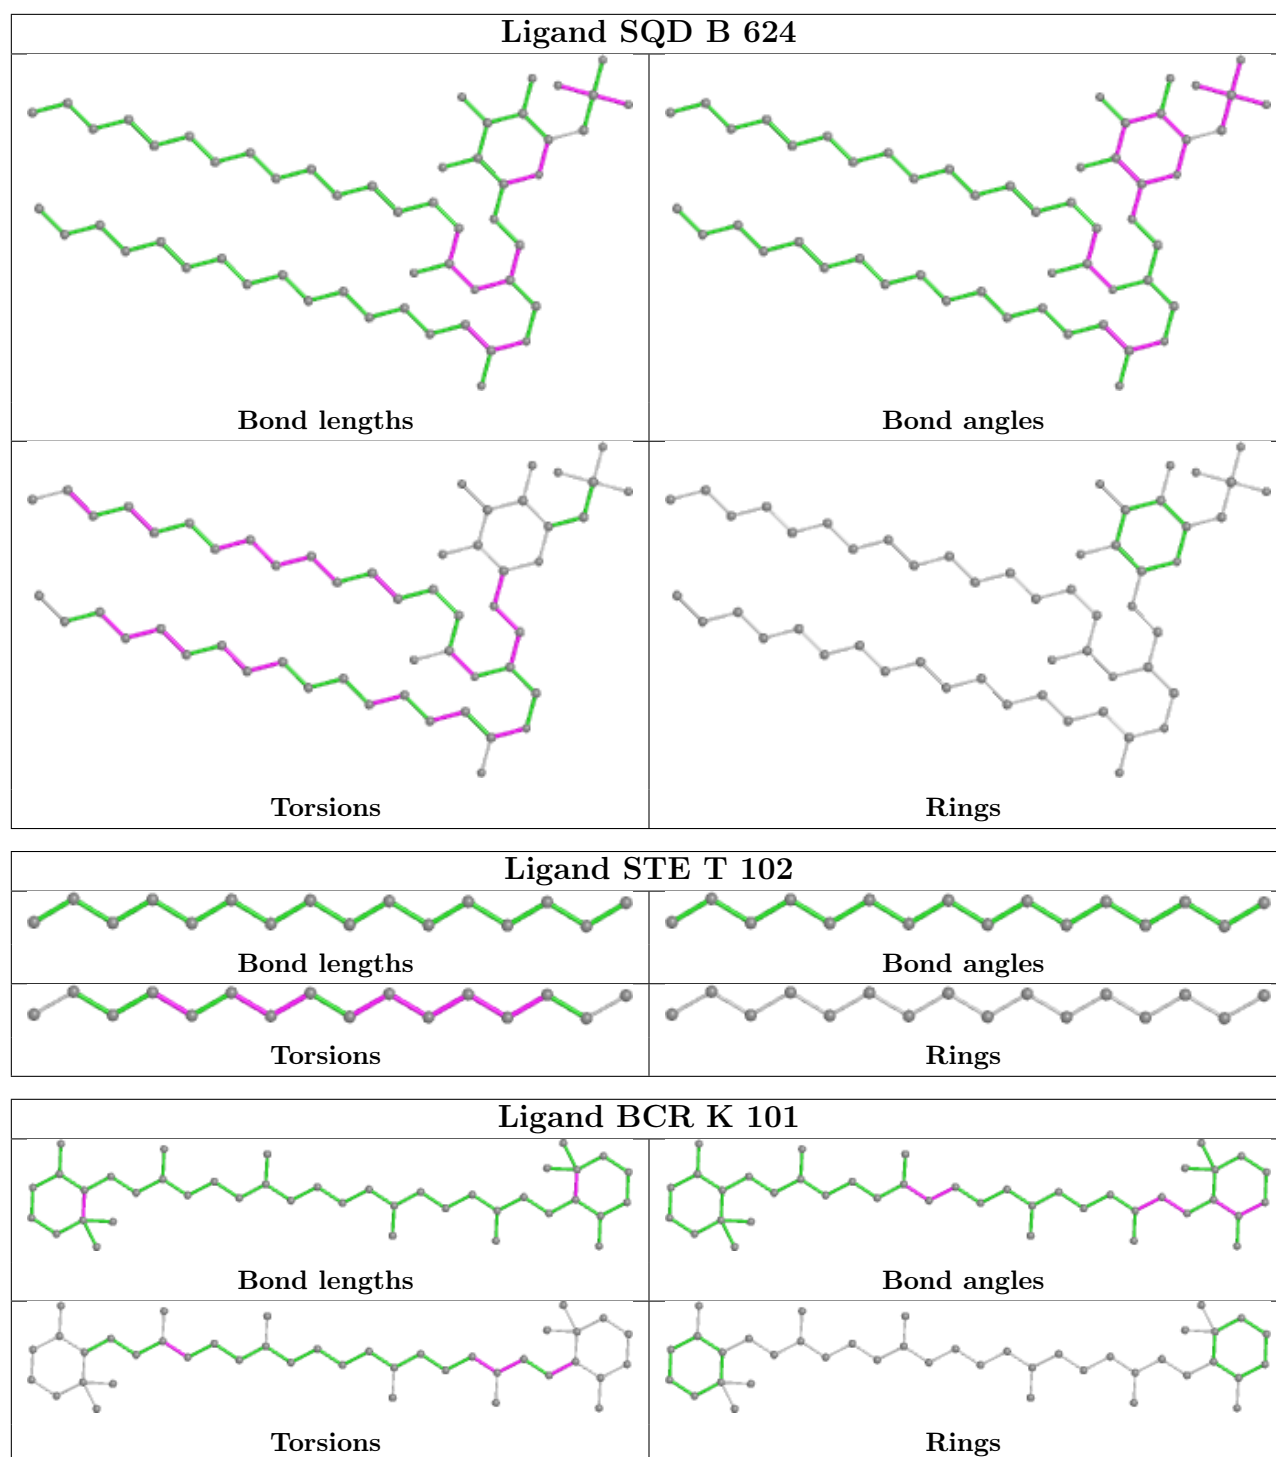 Ligand SQD B 624
Bond lengths
Bond angles
Torsions
Rings
Ligand STE T 102
Bond lengths
Bond angles
Torsions
Rings
Ligand BCR K 101
Bond lengths
Bond angles
Torsions
Rings